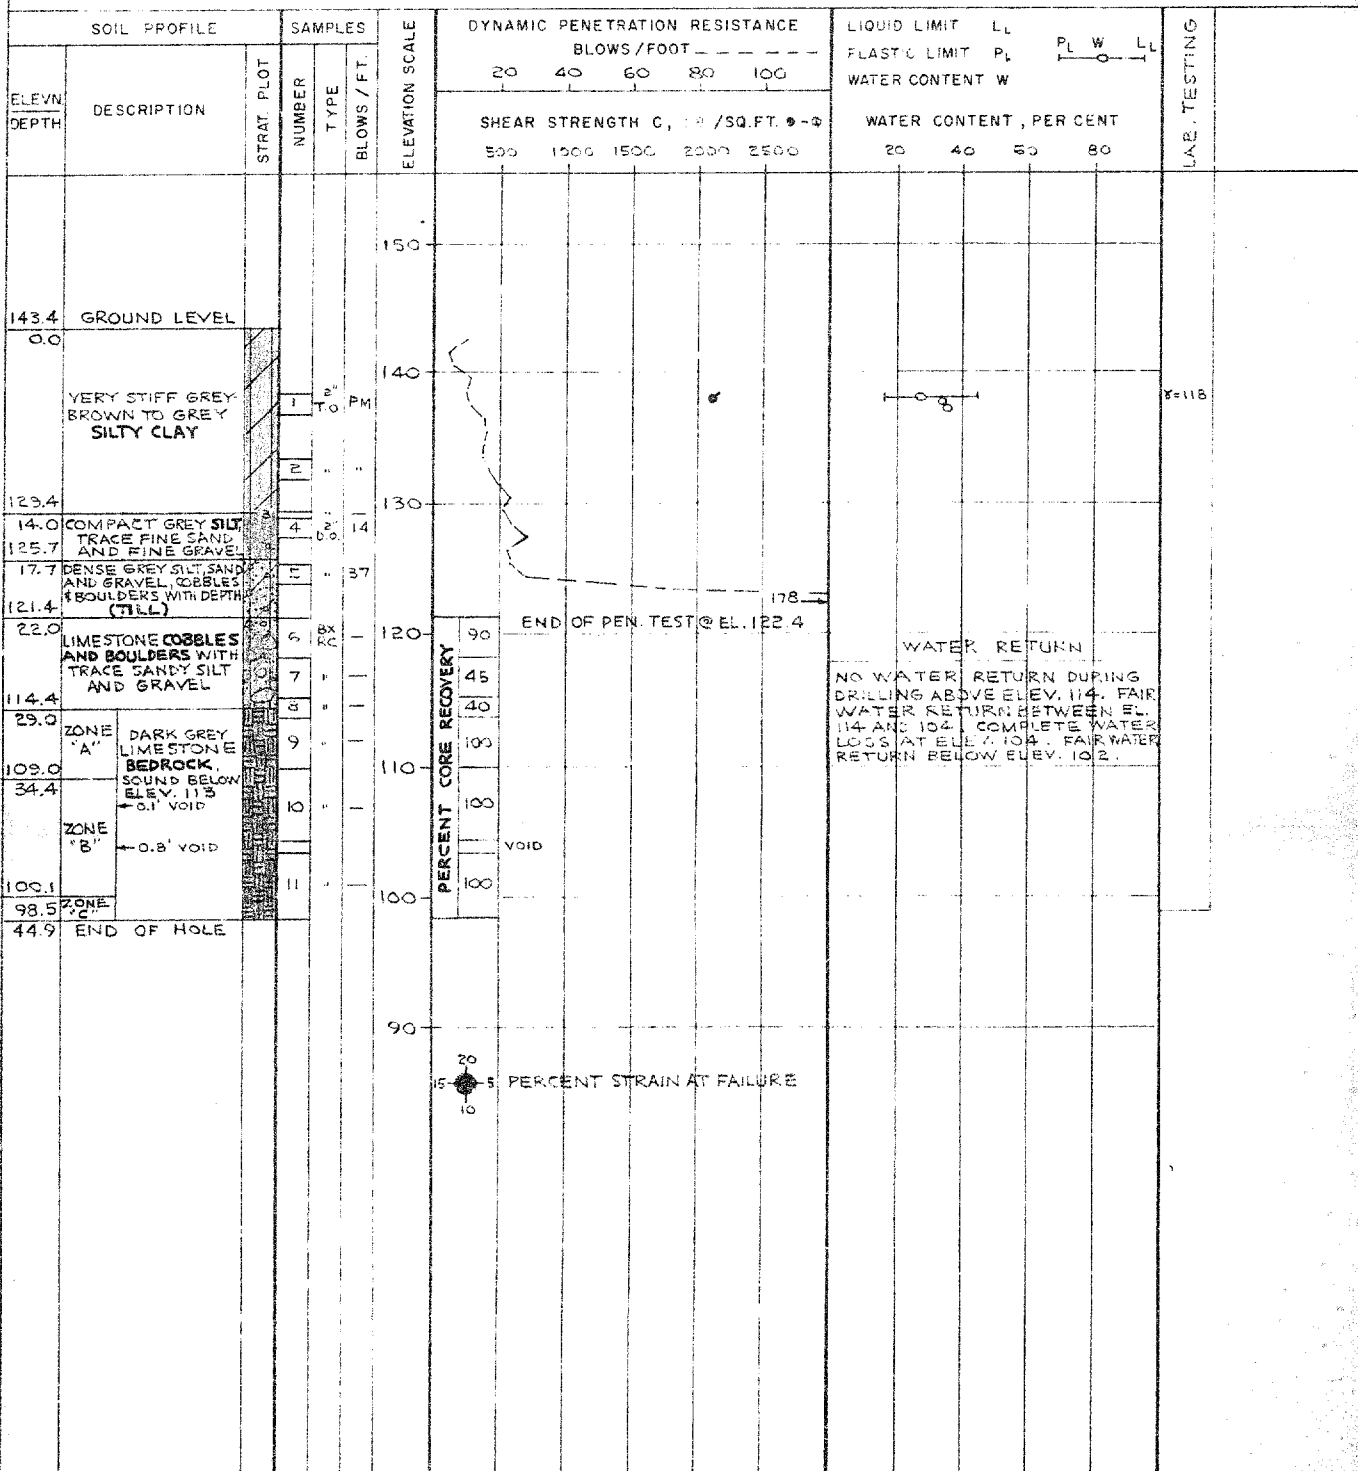 SOIL PROFILE
SAMPLES
ELEVATION SCALE
DYNAMIC PENETRATION RESISTANCE
BLOWS/FOOT
20 40 60 80 100
SHEAR STRENGTH C, /SQ.FT.
500 1000 1500 2000 2500
LIQUID LIMIT LL
PLASTIC LIMIT PL
WATER CONTENT W
PL W LL
WATER CONTENT, PER CENT
20 40 60 80
LAB. TESTING
ELEVN
DEPTH
DESCRIPTION
STRAT. PLOT
NUMBER
TYPE
BLOWS / FT.
150
140
130
120
110
100
90
143.4 GROUND LEVEL
0.0
VERY STIFF GREY-
BROWN TO GREY
SILTY CLAY
1 2" T.O PM
2 " "
γ=118
129.4
14.0 COMPACT GREY SILT,
TRACE FINE SAND
AND FINE GRAVEL
4 2" D.O. 14
125.7
17.7 DENSE GREY SILT, SAND
AND GRAVEL, COBBLES
& BOULDERS WITH DEPTH
(TILL)
5 " 37
178
121.4
END OF PEN. TEST @ EL. 122.4
22.0
LIMESTONE COBBLES
AND BOULDERS WITH
TRACE SANDY SILT
AND GRAVEL
6 BX RC —
7 " —
8 " —
114.4
29.0
ZONE "A"
DARK GREY
LIMESTONE
BEDROCK,
SOUND BELOW
ELEV. 113
9 " —
109.0
34.4
0.1' VOID
10 " —
ZONE "B"
0.8' VOID
11 " —
100.1
98.5 ZONE "C"
44.9 END OF HOLE
PERCENT CORE RECOVERY
90
45
40
100
100
VOID
100
WATER RETURN
NO WATER RETURN DURING
DRILLING ABOVE ELEV. 114. FAIR
WATER RETURN BETWEEN EL.
114 AND 104. COMPLETE WATER
LOSS AT ELEV. 104. FAIR WATER
RETURN BELOW ELEV. 102.
20
15 5 PERCENT STRAIN AT FAILURE
10